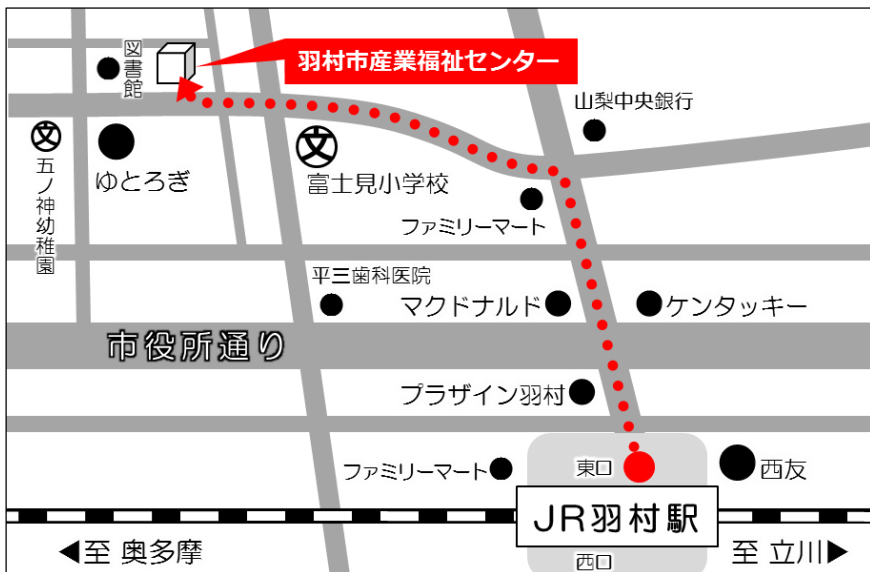 図書館
羽村市産業福祉センター
山梨中央銀行
文
五ノ神幼稚園
ゆとろぎ
文
富士見小学校
ファミリーマート
平三歯科医院
マクドナルド
ケンタッキー
市役所通り
プラザイン羽村
ファミリーマート
東口
西友
JR羽村駅
◀至 奥多摩
西口
至 立川▶